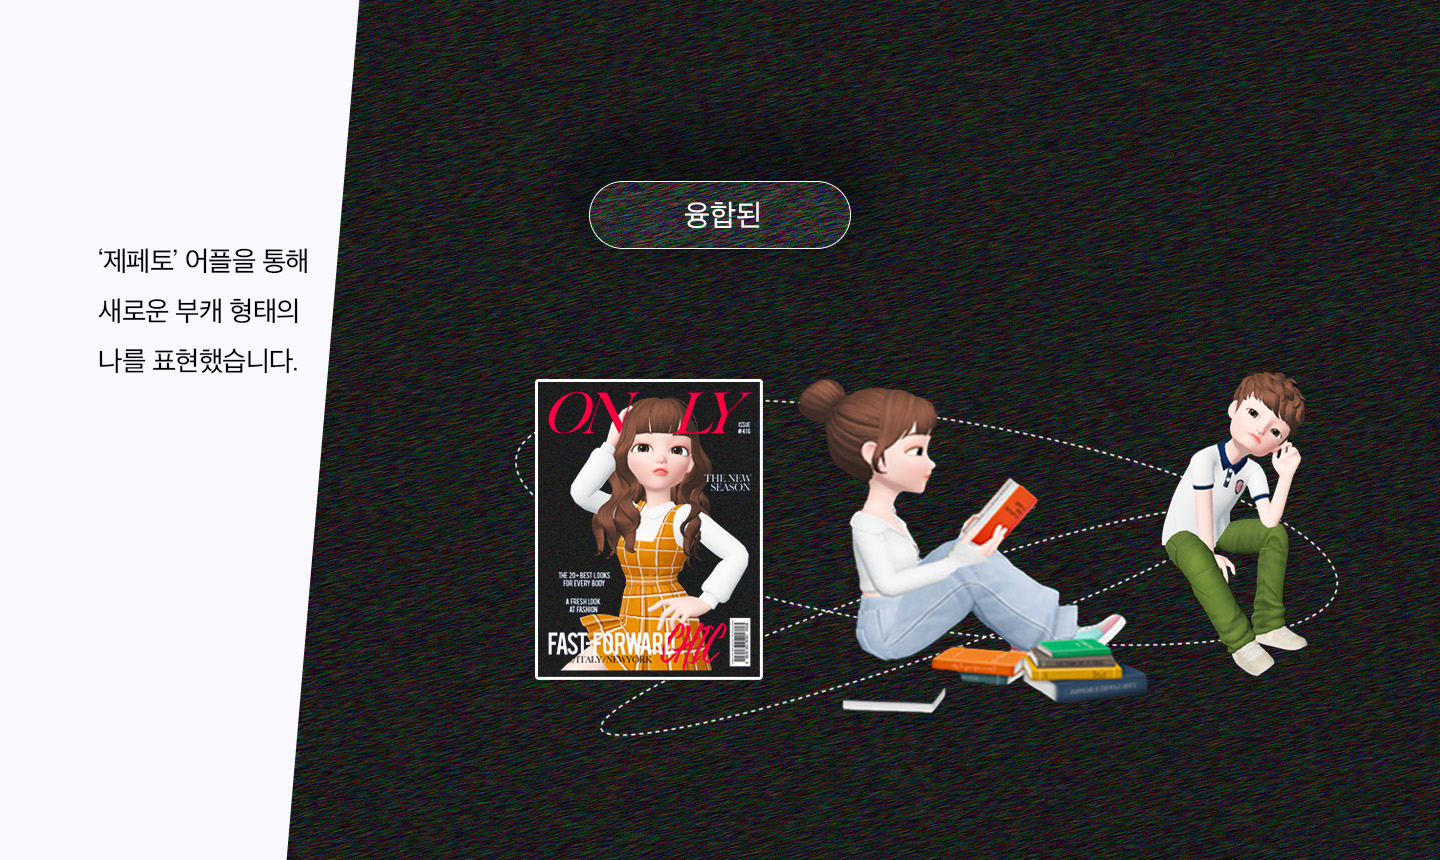 ‘제페토’ 어플을 통해
새로운 부캐 형태의
나를 표현했습니다.
융합된
ONLY
ISSUE
#416
THE NEW
SEASON
THE 20+ BEST LOOKS
FOR EVERY BODY
A FRESH LOOK
AT FASHION
FAST-FORWARD
CHIC
/ITALY/NEWYORK